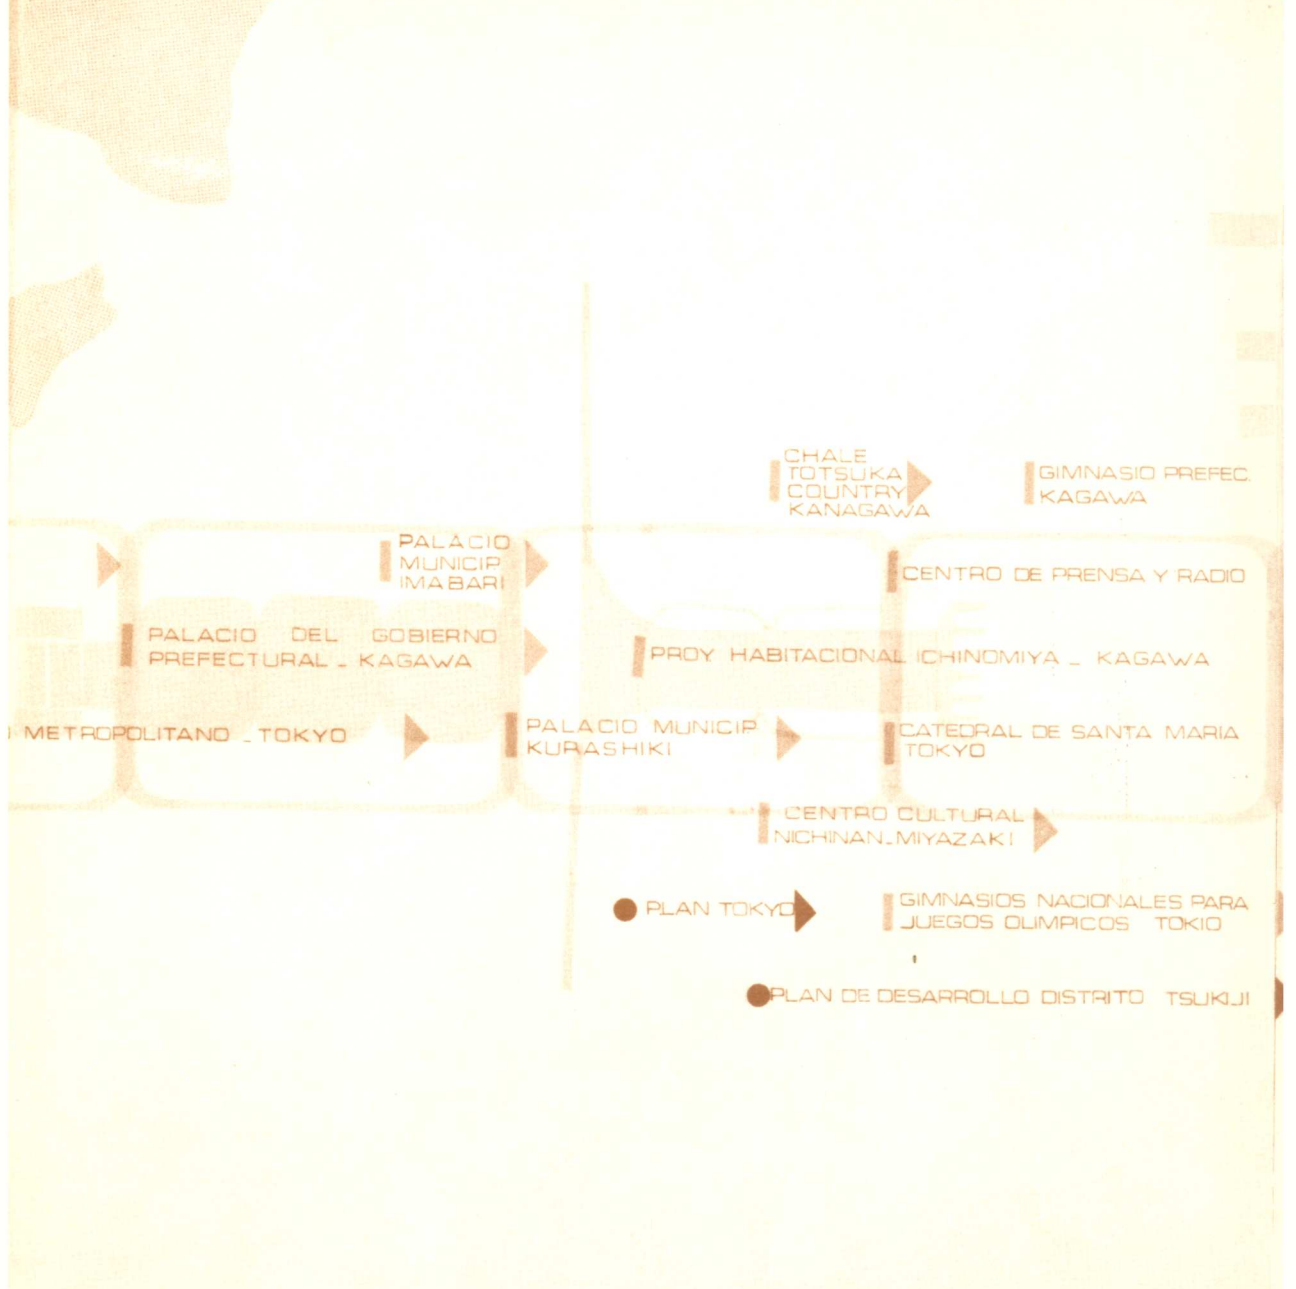 CHALE
TOTSUKA
COUNTRY
KANAGAWA
GIMNASIO PREFEC.
KAGAWA
PALACIO
MUNICIP
IMABARI
CENTRO DE PRENSA Y RADIO
PALACIO DEL GOBIERNO
PREFECTURAL_ KAGAWA
PROY HABITACIONAL ICHINOMIYA _ KAGAWA
METROPOLITANO _ TOKYO
PALACIO MUNICIP
KURASHIKI
CATEDRAL DE SANTA MARIA
TOKYO
CENTRO CULTURAL
NICHINAN_MIYAZAKI
PLAN TOKYO
GIMNASIOS NACIONALES PARA
JUEGOS OLIMPICOS TOKIO
PLAN DE DESARROLLO DISTRITO TSUKIJI